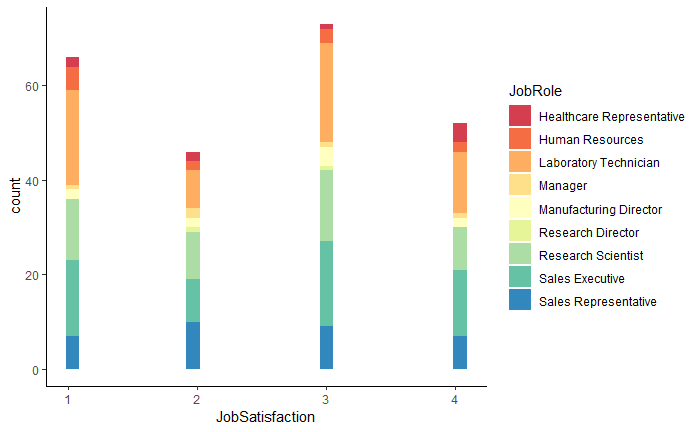 60
40
20
0
count
1 2 3 4
JobSatisfaction
JobRole
Healthcare Representative
Human Resources
Laboratory Technician
Manager
Manufacturing Director
Research Director
Research Scientist
Sales Executive
Sales Representative